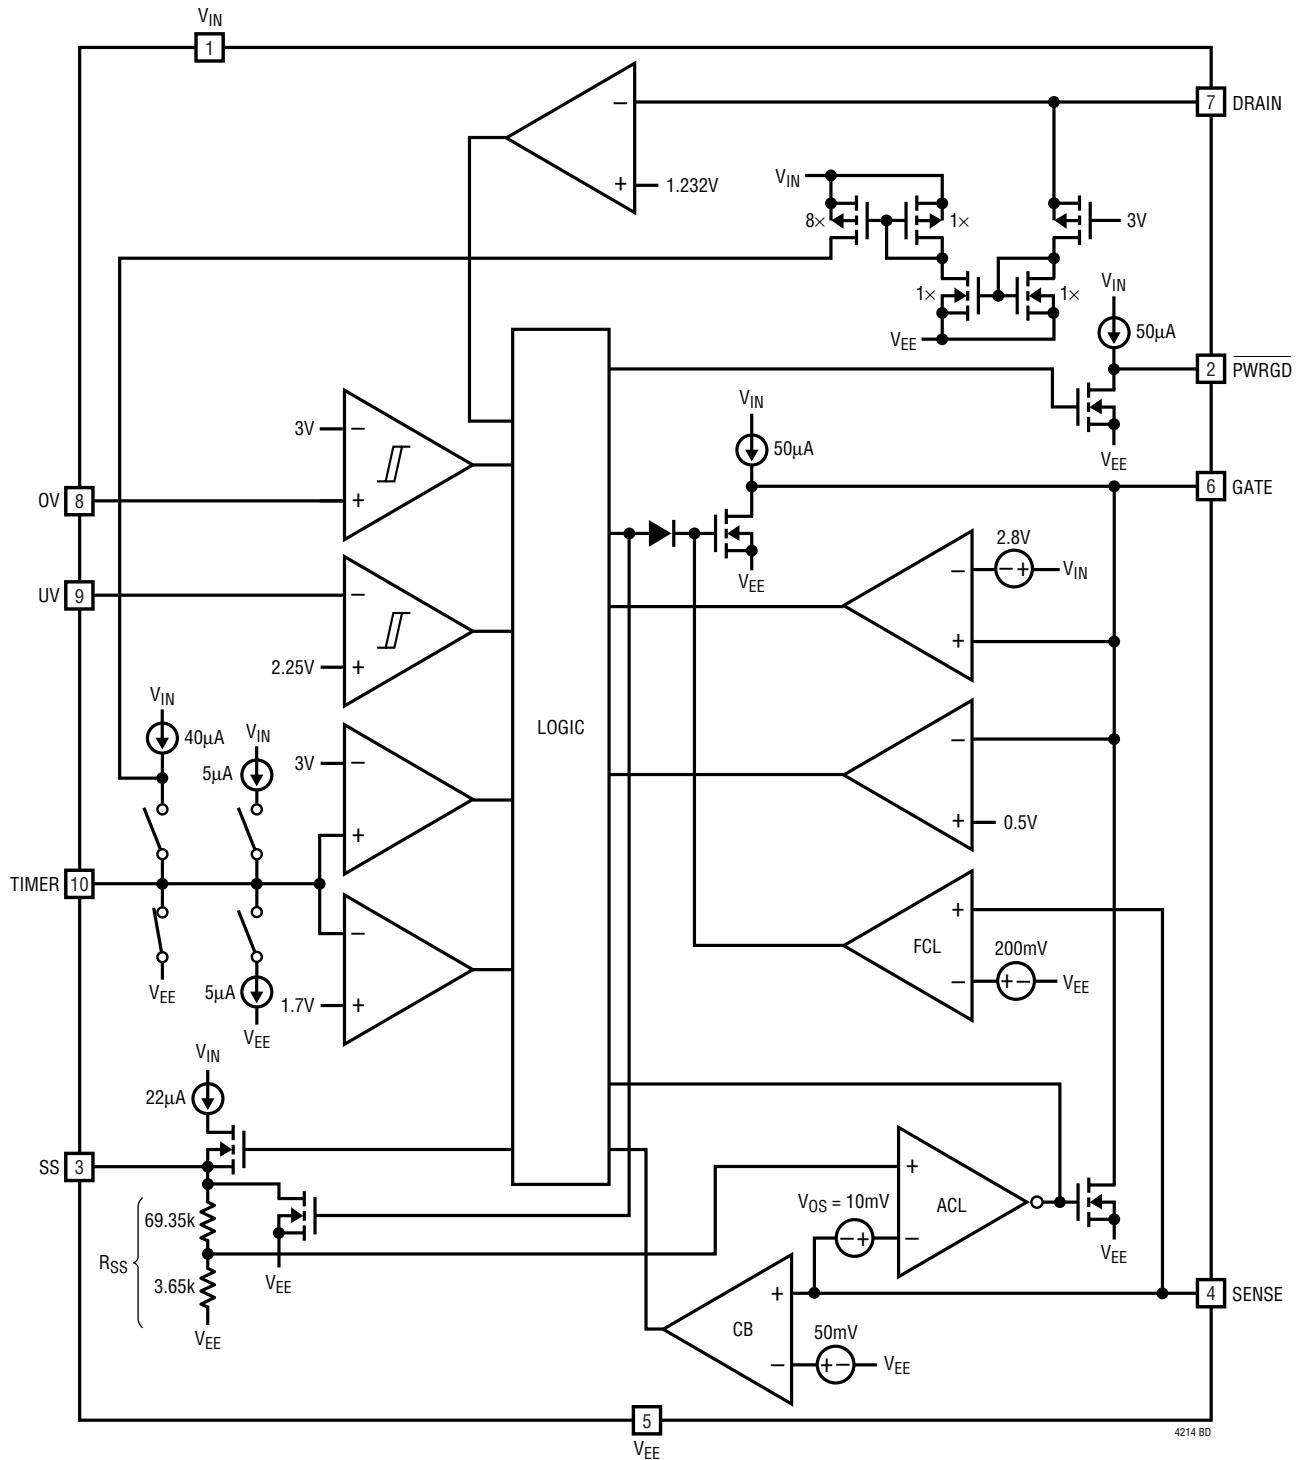 VIN
1
7 DRAIN
−
+ 1.232V
VIN
8× 1× 3V
1× 1×
VEE
VIN
50µA
2 PWRGD
VEE
VIN
50µA
6 GATE
VEE
3V −
OV 8 +
UV 9 −
2.25V +
LOGIC
2.8V
− − + VIN
+
−
+ 0.5V
VIN
40µA
VIN
5µA
3V −
+
TIMER 10
−
1.7V +
VEE
5µA
VEE
+
FCL
200mV
− + − VEE
VIN
22µA
SS 3
69.35k
RSS
3.65k
VEE
VEE
+
ACL
VOS = 10mV
− + −
VEE
+
CB
50mV
− + − VEE
4 SENSE
5
VEE
4214 BD